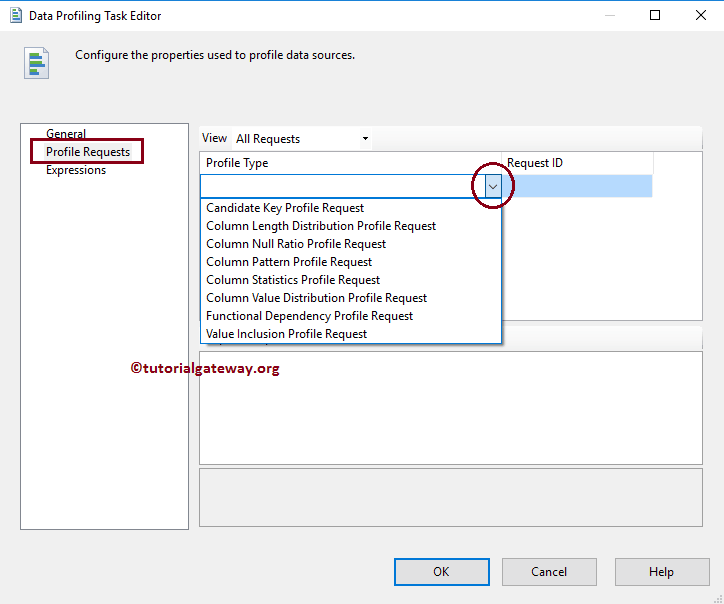 Data Profiling Task Editor
Configure the properties used to profile data sources.
General
Profile Requests
Expressions
View All Requests
Profile Type Request ID
Candidate Key Profile Request
Column Length Distribution Profile Request
Column Null Ratio Profile Request
Column Pattern Profile Request
Column Statistics Profile Request
Column Value Distribution Profile Request
Functional Dependency Profile Request
Value Inclusion Profile Request
©tutorialgateway.org
OK Cancel Help